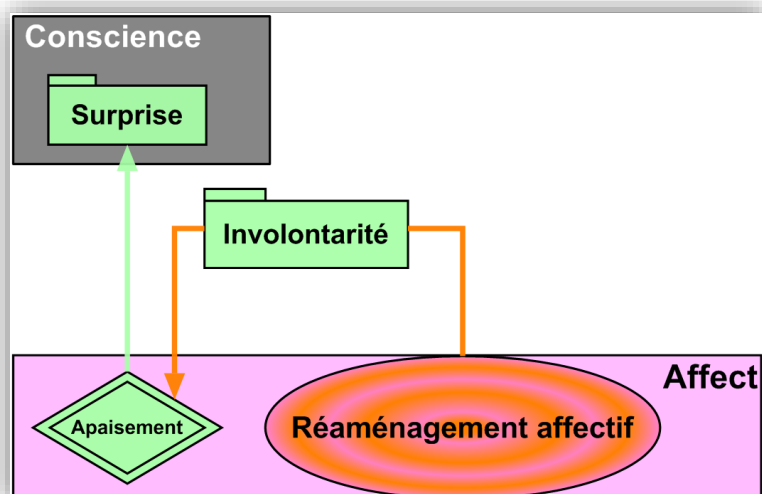 Conscience
Surprise
Involontarité
Affect
Apaisement
Réaménagement affectif